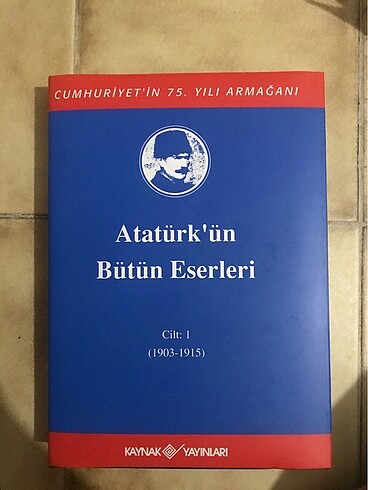 CUMHURİYET'İN 75. YILI ARMAĞANI
Atatürk'ün
Bütün Eserleri
Cilt: 1
(1903-1915)
KAYNAK YAYINLARI